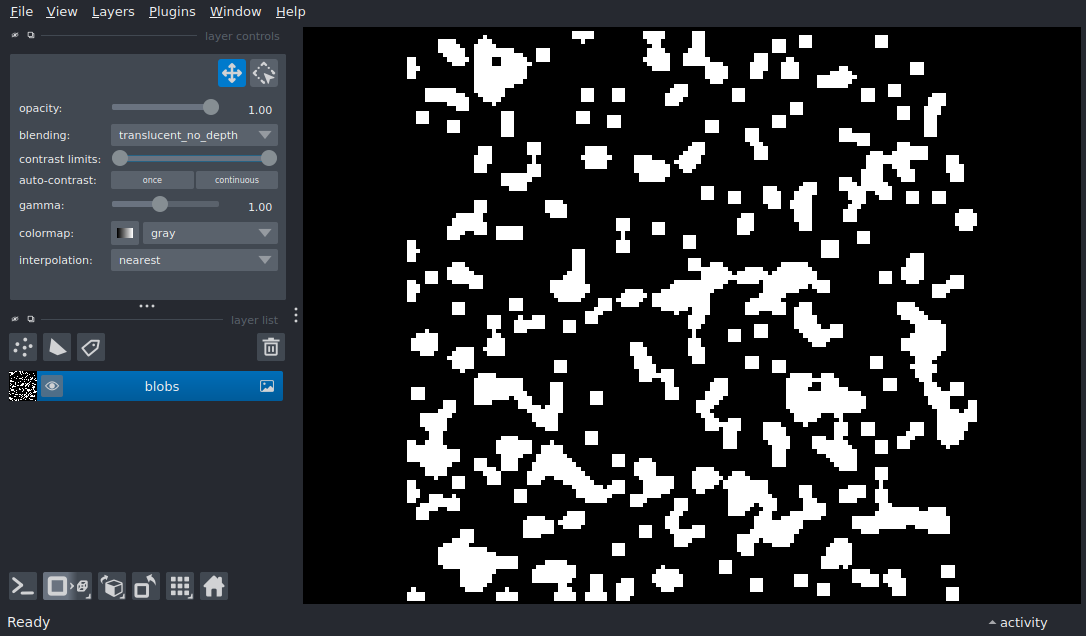 File View Layers Plugins Window Help
layer controls
opacity: 1.00
blending: translucent_no_depth
contrast limits:
auto-contrast: once continuous
gamma: 1.00
colormap: gray
interpolation: nearest
layer list
blobs
Ready activity